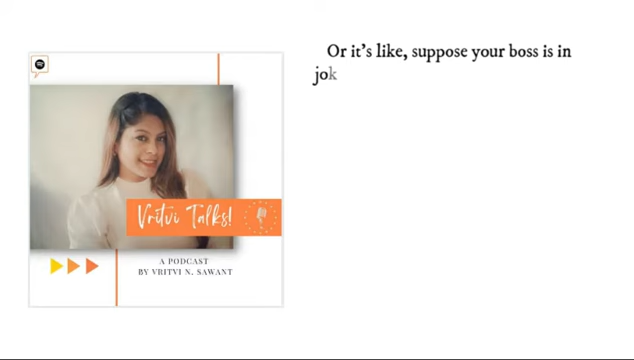 Or it's like, suppose your boss is in
jok
Vritvi Talks!
A PODCAST
BY VRITVI N. SAWANT